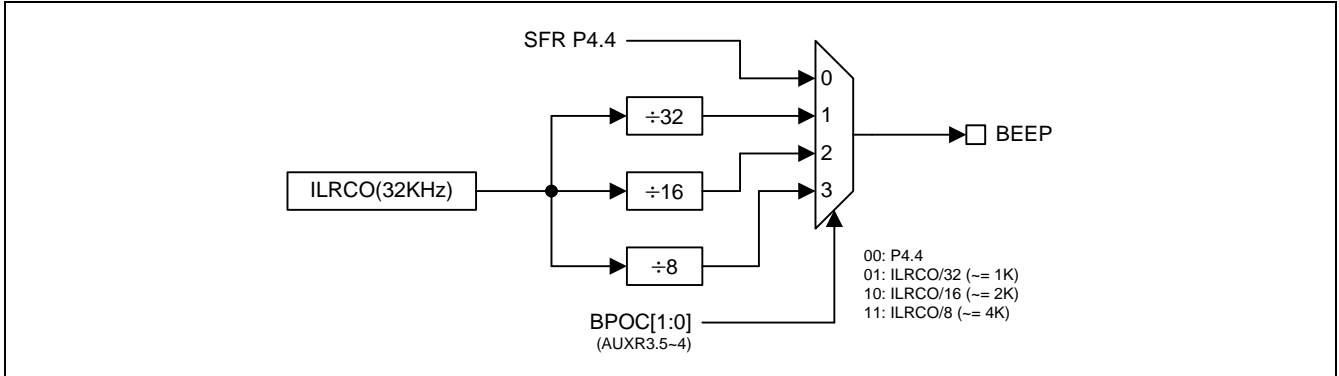 SFR P4.4
0
÷32
1
BEEP
2
ILRCO(32KHz)
÷16
3
÷8
00: P4.4
01: ILRCO/32 (~= 1K)
10: ILRCO/16 (~= 2K)
11: ILRCO/8 (~= 4K)
BPOC[1:0]
(AUXR3.5~4)